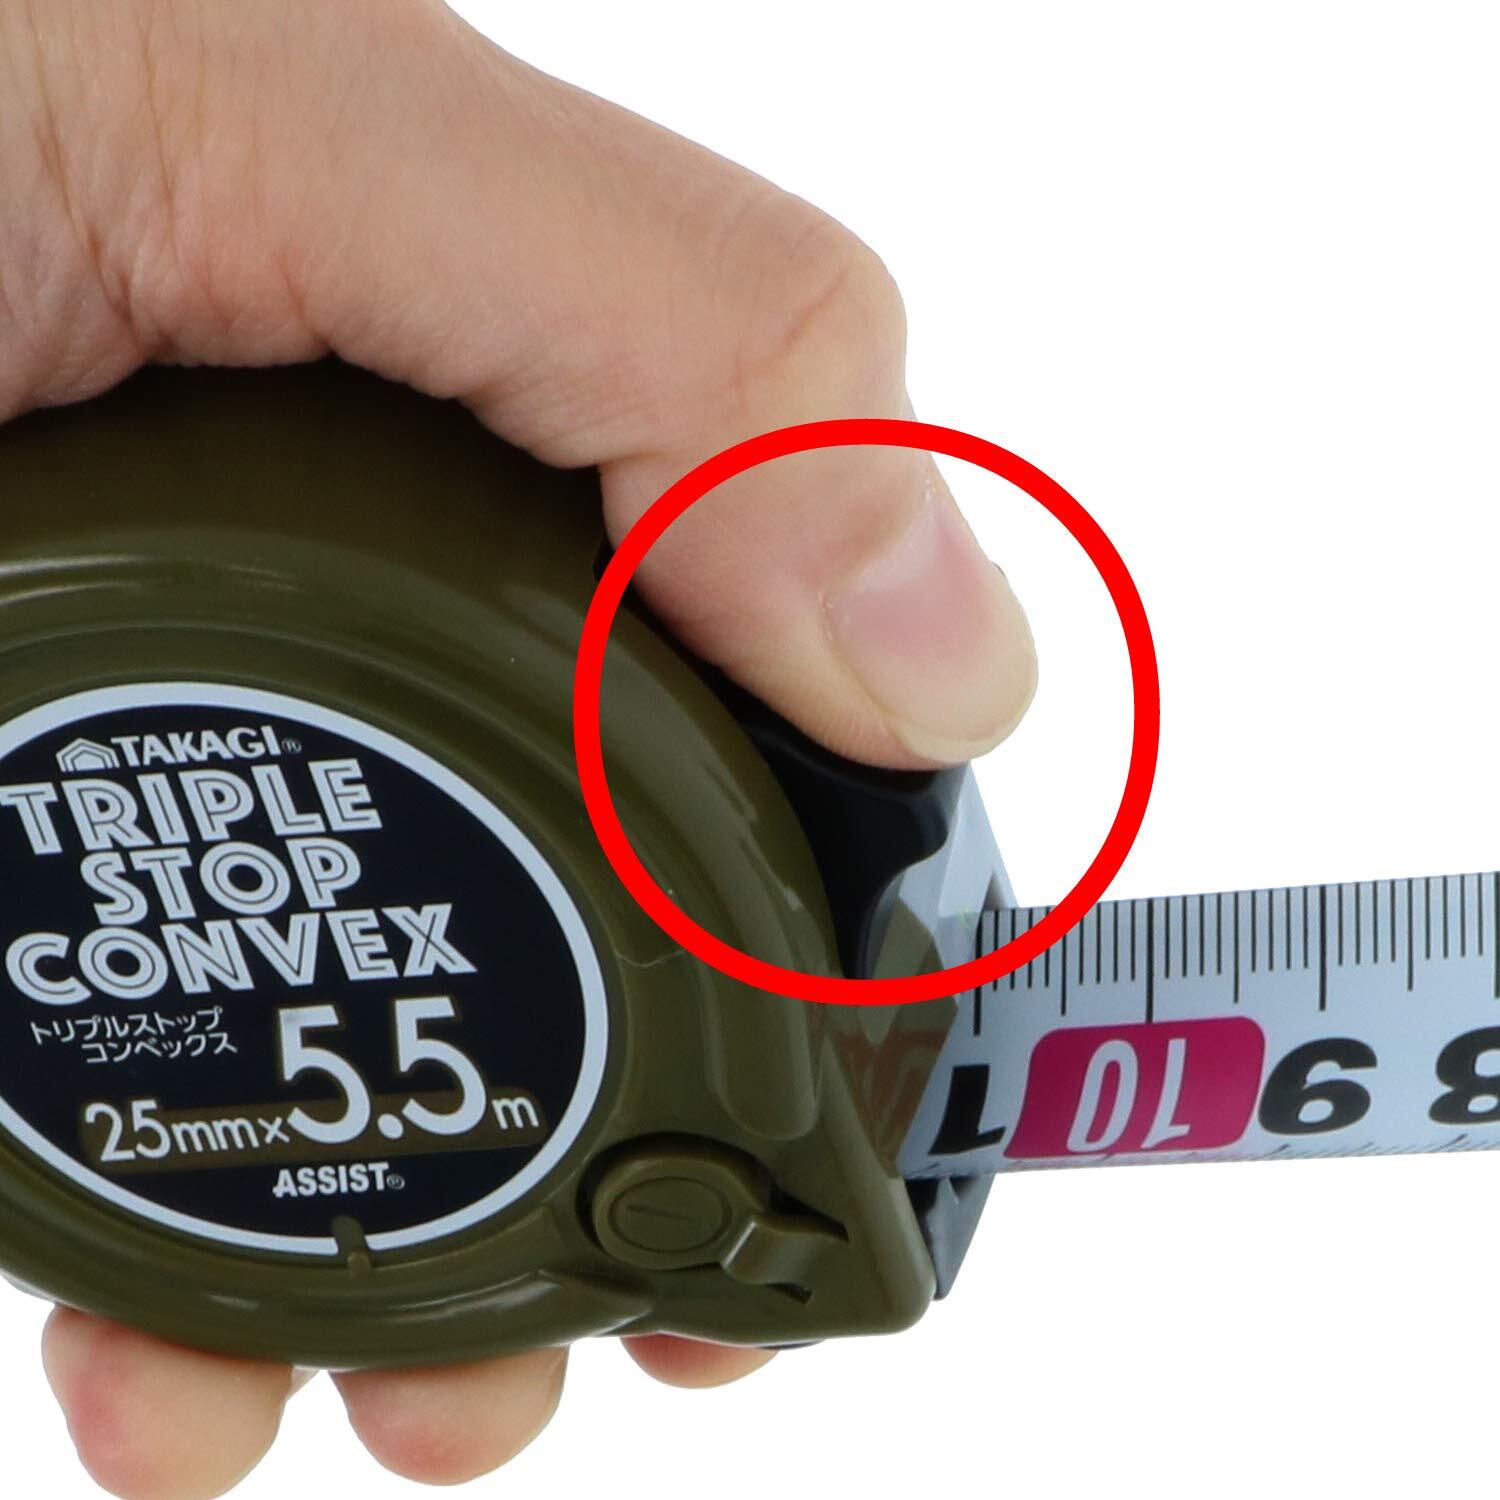 TAKAGI®
TRIPLE
STOP
CONVEX
トリプルストップ
コンベックス
25mm×5.5m
ASSIST®
1 10 9 8